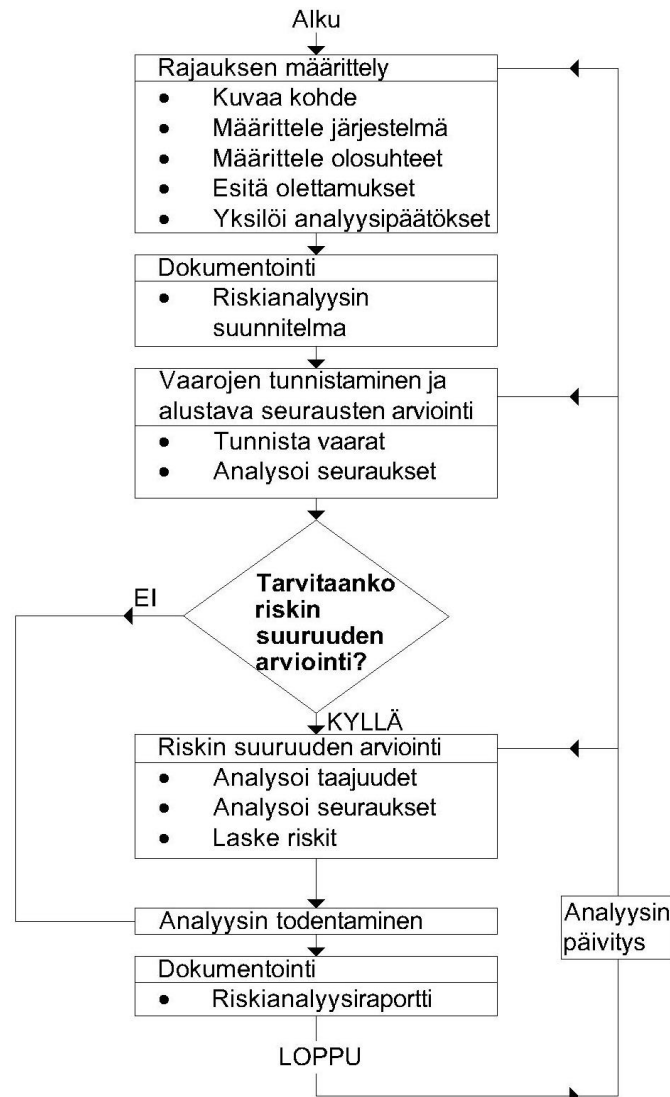 Alku
Rajauksen määrittely
• Kuvaa kohde
• Määrittele järjestelmä
• Määrittele olosuhteet
• Esitä olettamukset
• Yksilöi analyysipäätökset
Dokumentointi
• Riskianalyysin
suunnitelma
Vaarojen tunnistaminen ja
alustava seurausten arviointi
• Tunnista vaarat
• Analysoi seuraukset
Tarvitaanko
riskin
suuruuden
arviointi?
EI
KYLLÄ
Riskin suuruuden arviointi
• Analysoi taajuudet
• Analysoi seuraukset
• Laske riskit
Analyysin todentaminen
Dokumentointi
• Riskianalyysiraportti
LOPPU
Analyysin
päivitys